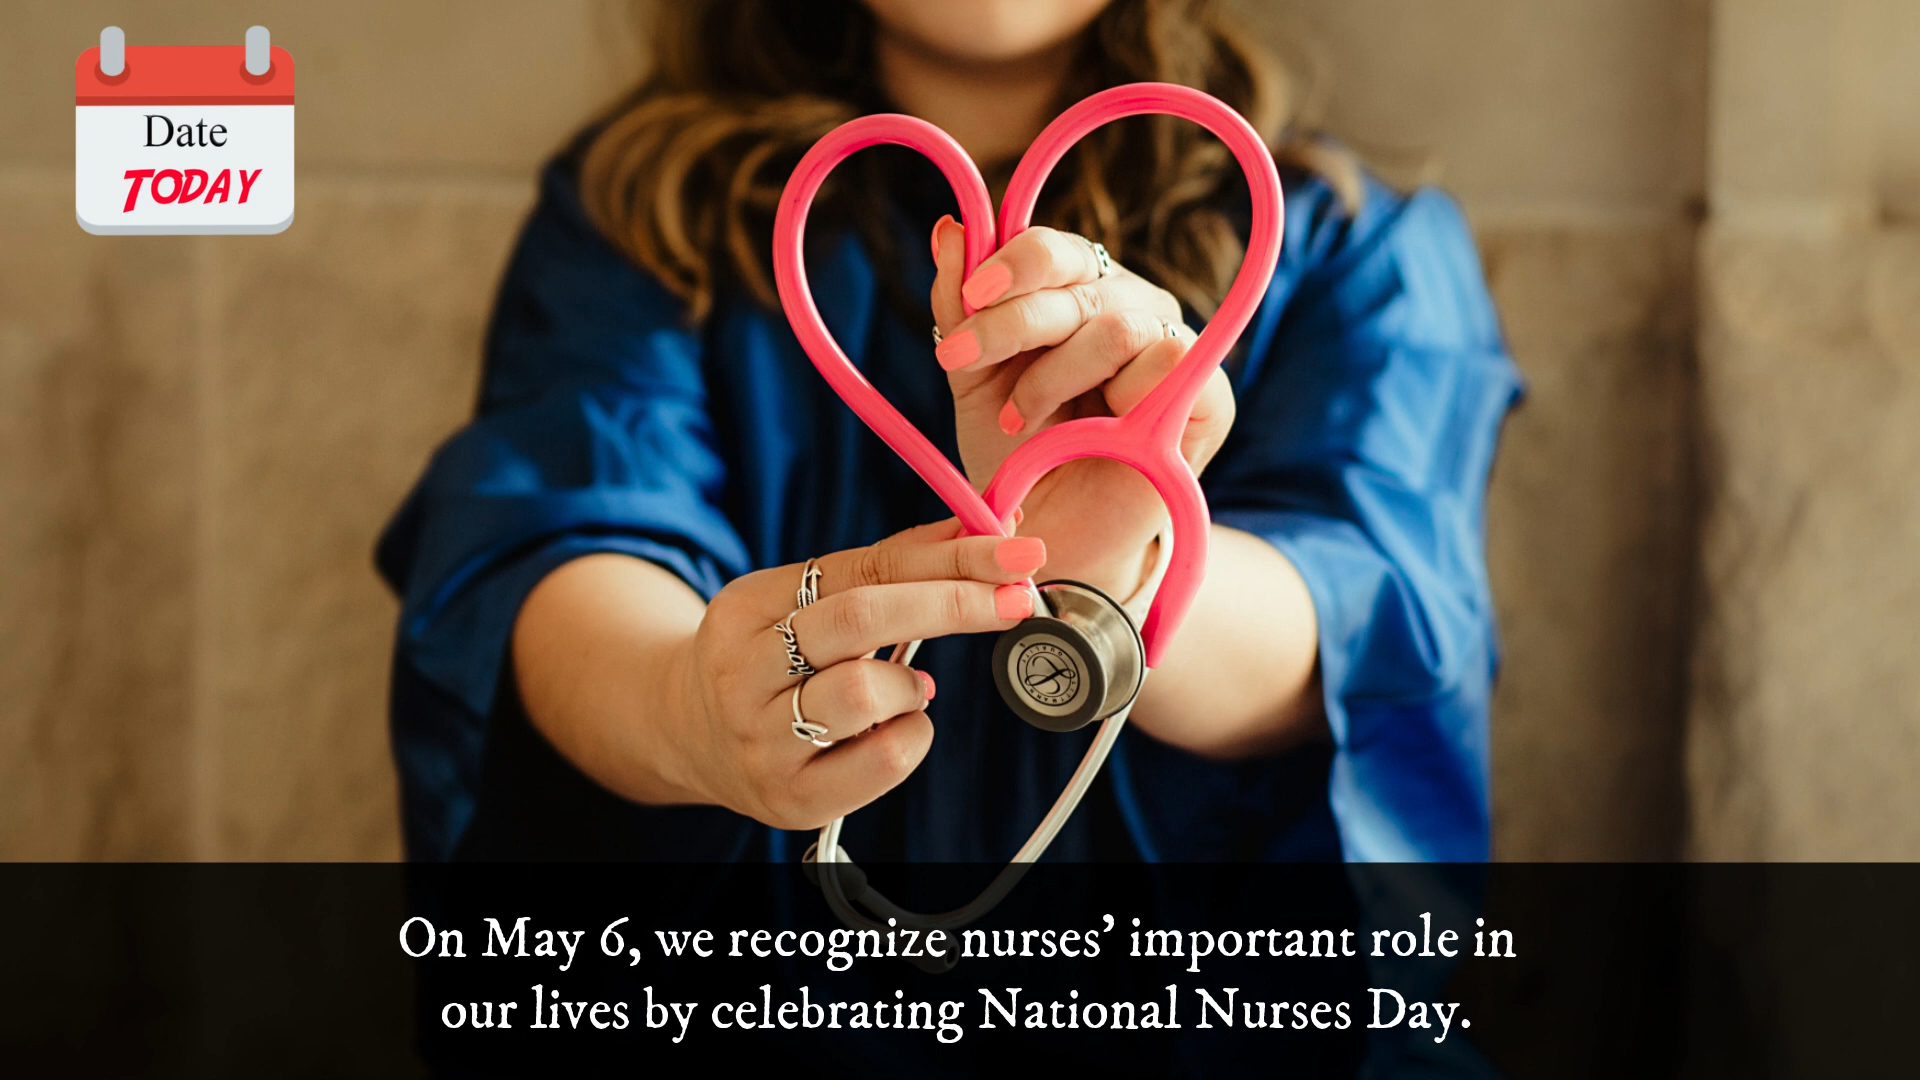 Date
TODAY
On May 6, we recognize nurses’ important role in
our lives by celebrating National Nurses Day.